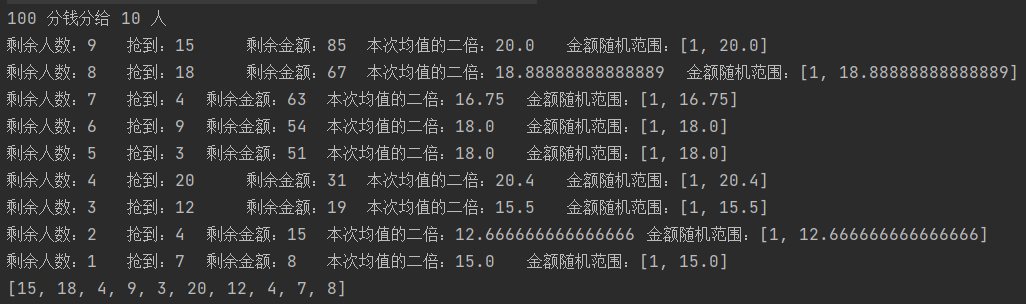 100 分钱分给 10 人
剩余人数：9 抢到：15 剩余金额：85 本次均值的二倍：20.0 金额随机范围：[1, 20.0]
剩余人数：8 抢到：18 剩余金额：67 本次均值的二倍：18.88888888888889 金额随机范围：[1, 18.88888888888889]
剩余人数：7 抢到：4 剩余金额：63 本次均值的二倍：16.75 金额随机范围：[1, 16.75]
剩余人数：6 抢到：9 剩余金额：54 本次均值的二倍：18.0 金额随机范围：[1, 18.0]
剩余人数：5 抢到：3 剩余金额：51 本次均值的二倍：18.0 金额随机范围：[1, 18.0]
剩余人数：4 抢到：20 剩余金额：31 本次均值的二倍：20.4 金额随机范围：[1, 20.4]
剩余人数：3 抢到：12 剩余金额：19 本次均值的二倍：15.5 金额随机范围：[1, 15.5]
剩余人数：2 抢到：4 剩余金额：15 本次均值的二倍：12.666666666666666 金额随机范围：[1, 12.666666666666666]
剩余人数：1 抢到：7 剩余金额：8 本次均值的二倍：15.0 金额随机范围：[1, 15.0]
[15, 18, 4, 9, 3, 20, 12, 4, 7, 8]